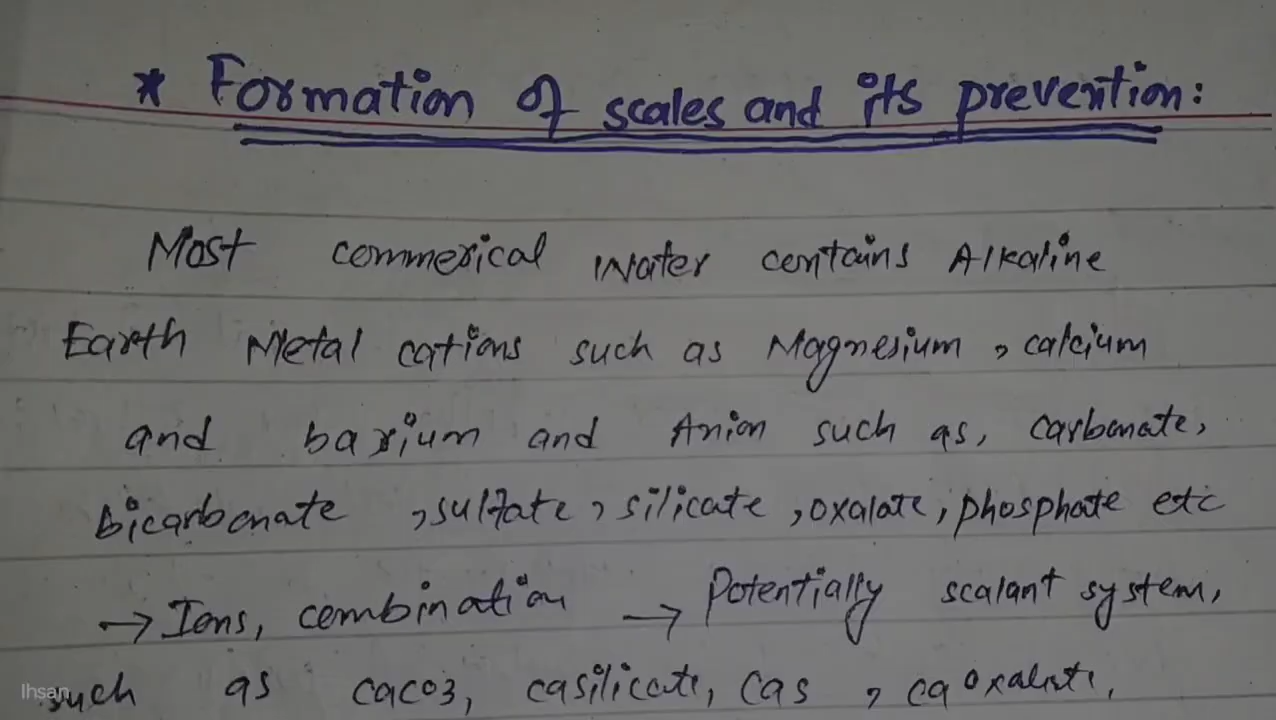 * Formation of scales and its prevention:
Most commerical Water contains Alkaline
Earth Metal cations such as Magnesium, calcium
and barium and Anion such as, carbonate,
bicarbonate, sulfate, silicate, oxalate, phosphate etc
→ Ions, combination → Potentially scalant system,
such as caco3, casilicate, cas, ca oxalate,
Ihsan